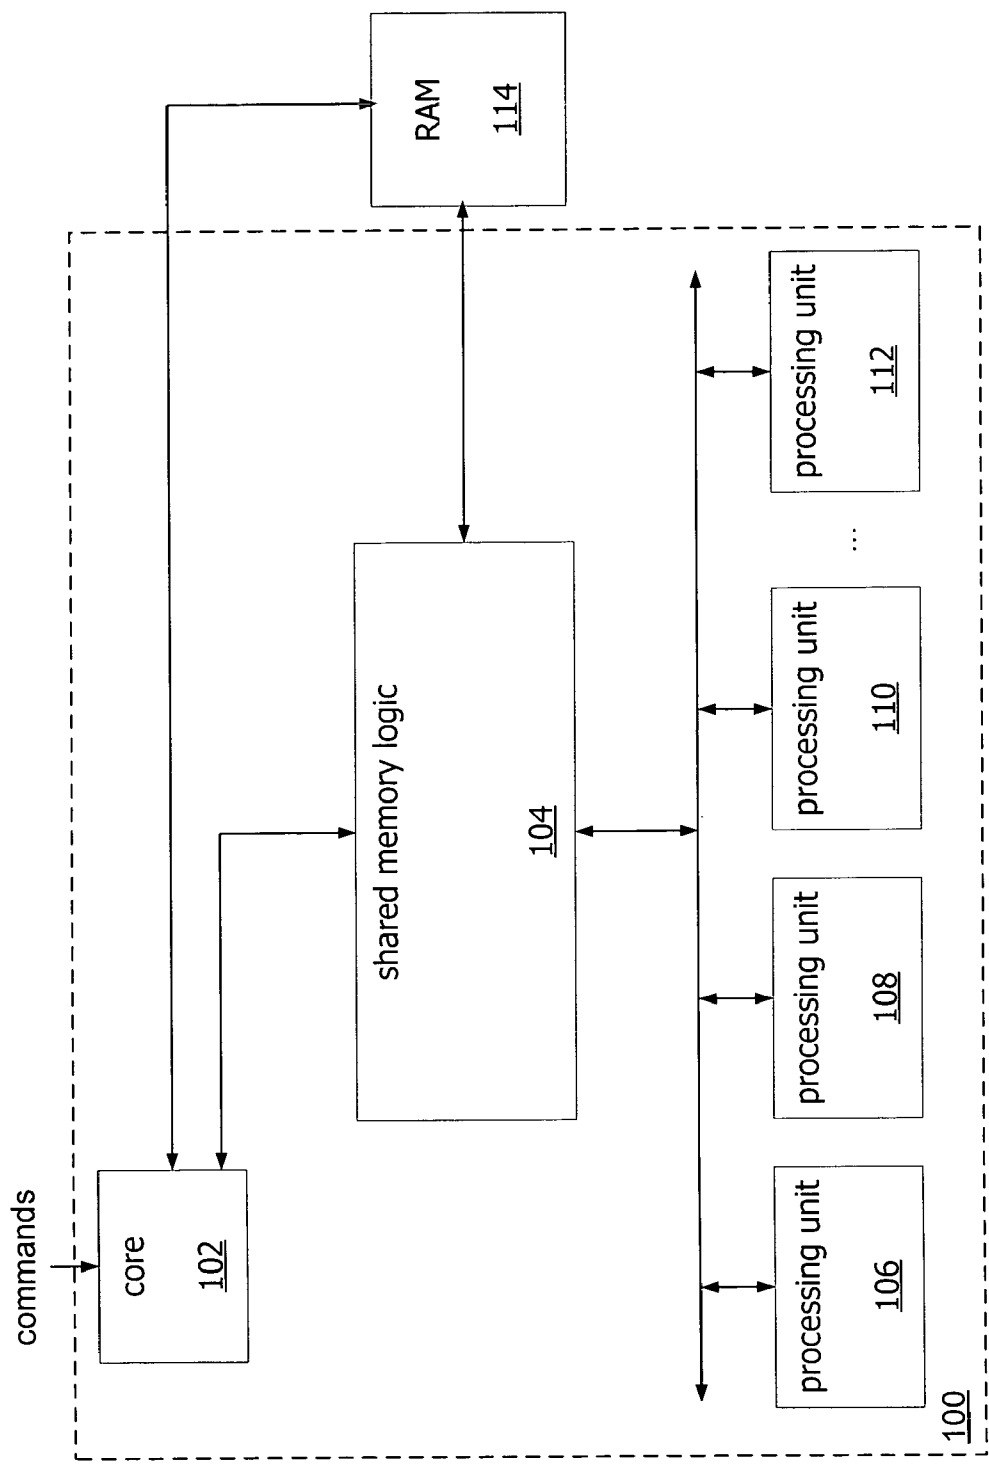 commands
core
102
RAM
114
shared memory logic
104
processing unit
106
processing unit
108
processing unit
110
...
processing unit
112
100